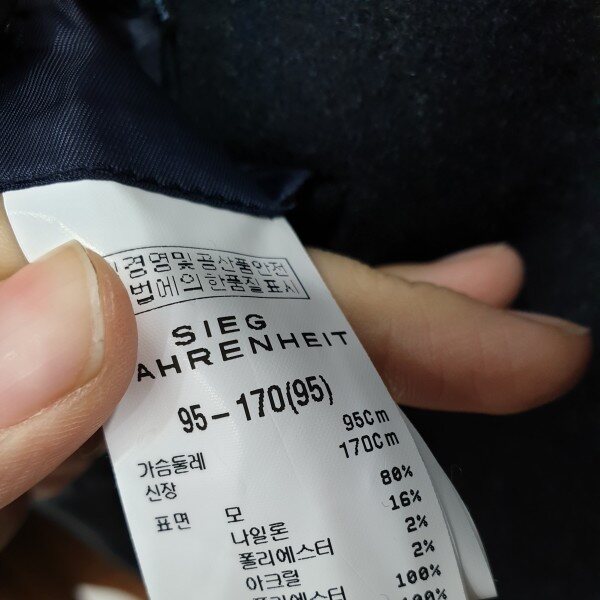 경영및공산품안전
법에의한품질표시
SIEG
AHRENHEIT
95-170(95)
가슴둘레 95Cm
신장 170Cm
표면 모 80%
나일론 16%
폴리에스터 2%
아크릴 2%
100%
100%